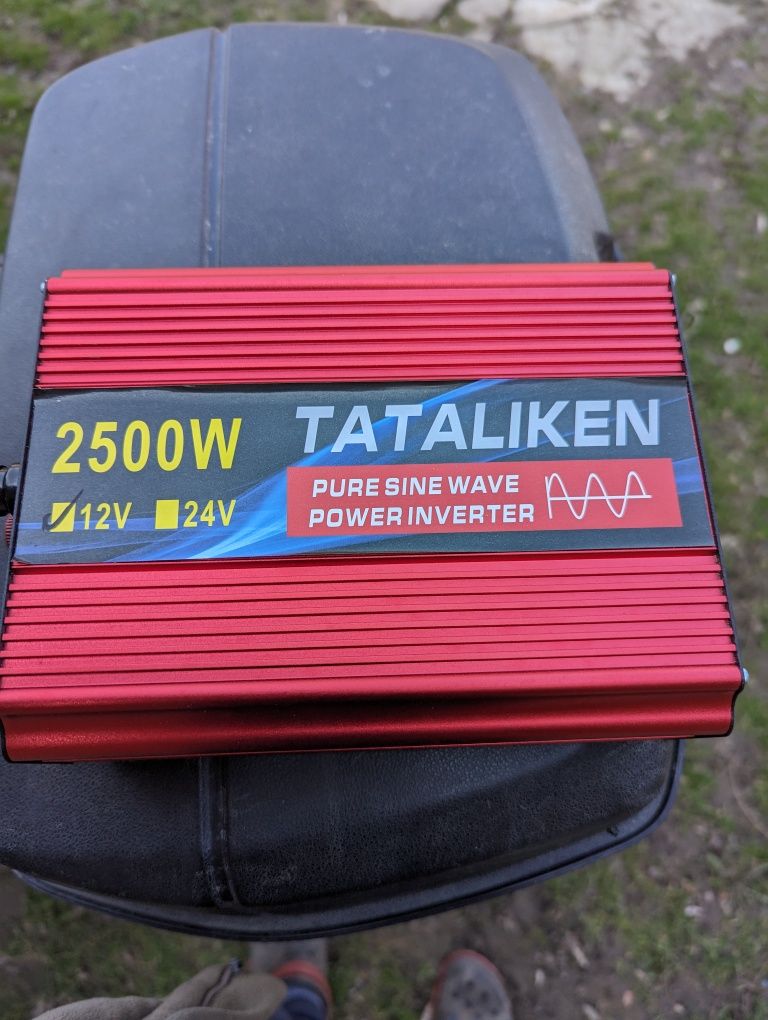 2500W
12V 24V
TATALIKEN
PURE SINE WAVE
POWER INVERTER